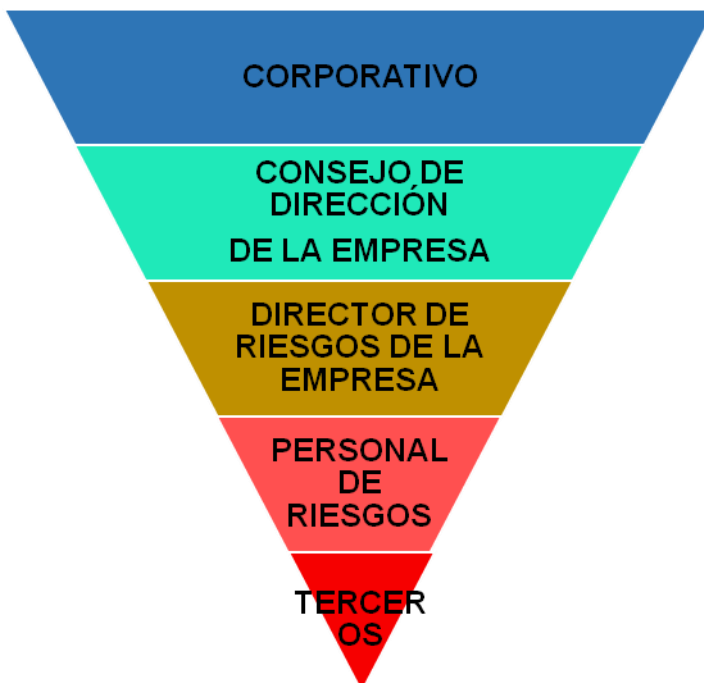 CORPORATIVO
CONSEJO DE
DIRECCIÓN
DE LA EMPRESA
DIRECTOR DE
RIESGOS DE LA
EMPRESA
PERSONAL
DE
RIESGOS
TERCER
OS